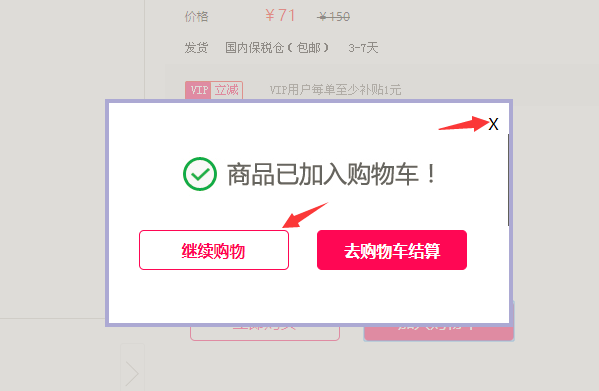 价格 ¥71 ¥150
发货 国内保税仓（包邮） 3-7天
VIP 立减 VIP用户每单至少补贴1元
X
商品已加入购物车！
继续购物 去购物车结算